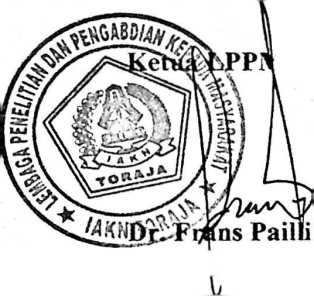 Ketua LPPM
LEMBAGA PENELITIAN DAN PENGABDIAN KEPADA MASYARAKAT
IAKN
TORAJA
IAKN TORAJA
Dr. Frans Pailli